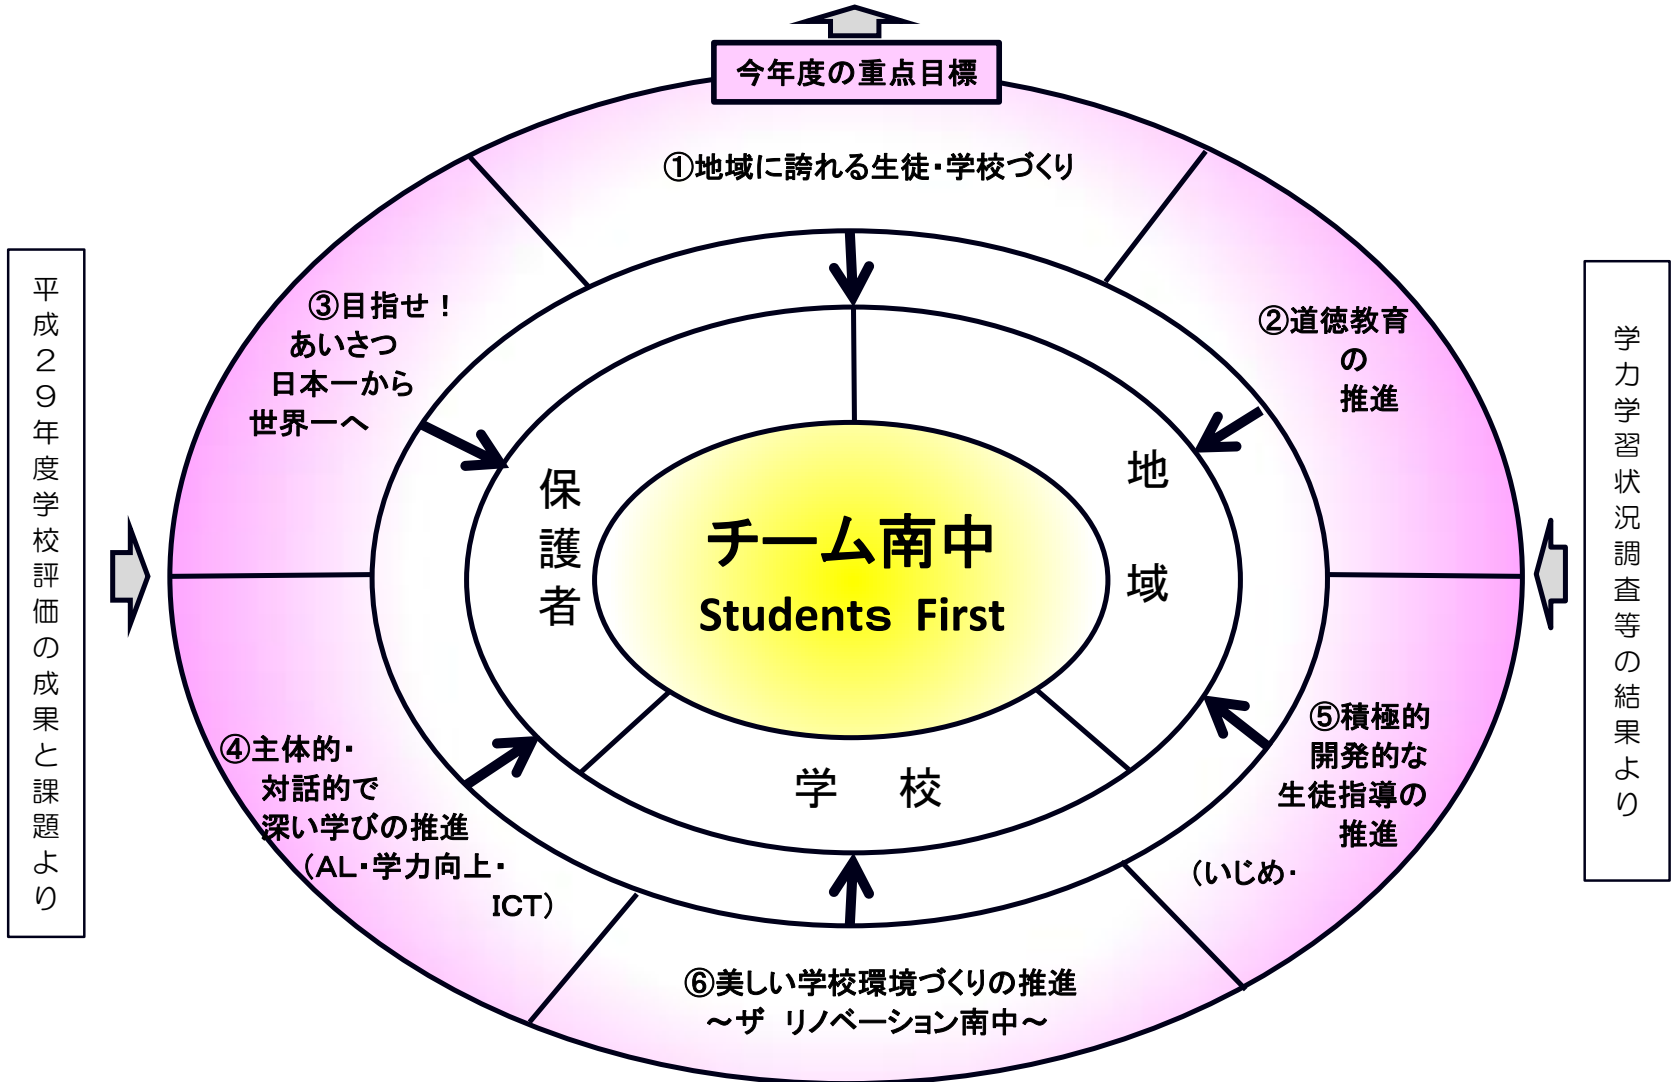 今年度の重点目標
①地域に誇れる生徒・学校づくり
②道徳教育
の
推進
③目指せ！
あいさつ
日本一から
世界一へ
④主体的・
対話的で
深い学びの推進
（AL・学力向上・
ICT）
⑤積極的
開発的な
生徒指導の
推進
（いじめ・
⑥美しい学校環境づくりの推進
～ザ リノベーション南中～
保護者
地域
学校
チーム南中
Students First
平成２９年度学校評価の成果と課題より
学力学習状況調査等の結果より